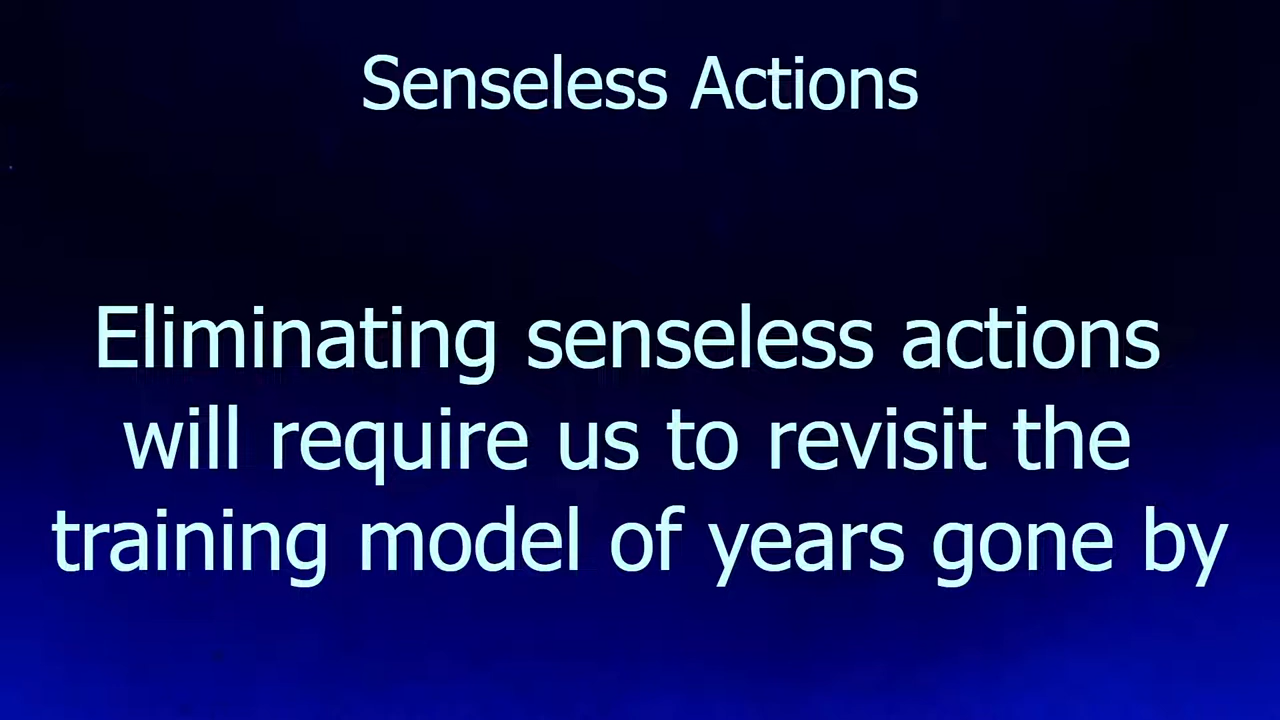 Senseless Actions
Eliminating senseless actions
will require us to revisit the
training model of years gone by